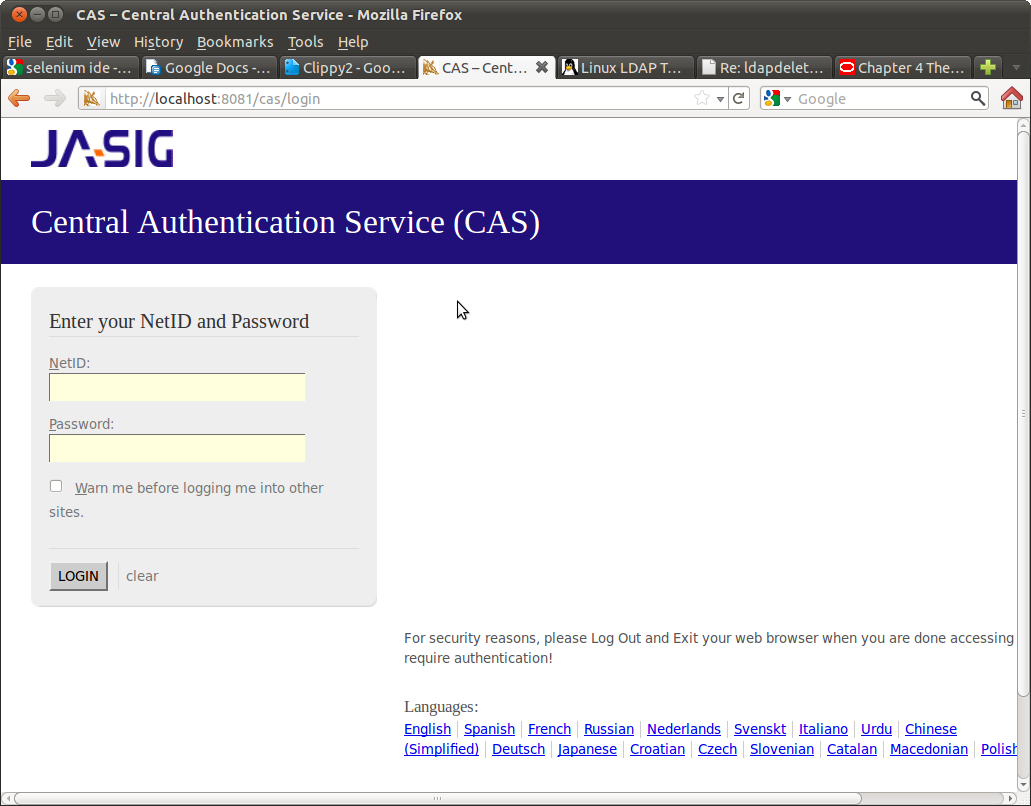 CAS – Central Authentication Service - Mozilla Firefox
File Edit View History Bookmarks Tools Help
selenium ide -... Google Docs -... Clippy2 - Goo... CAS – Cent... Linux LDAP T... Re: ldapdelet... Chapter 4 The...
http://localhost:8081/cas/login Google
JA-SIG
Central Authentication Service (CAS)
Enter your NetID and Password
NetID:
Password:
Warn me before logging me into other
sites.
LOGIN clear
For security reasons, please Log Out and Exit your web browser when you are done accessing
require authentication!
Languages:
English Spanish French Russian Nederlands Svenskt Italiano Urdu Chinese
(Simplified) Deutsch Japanese Croatian Czech Slovenian Catalan Macedonian Polish